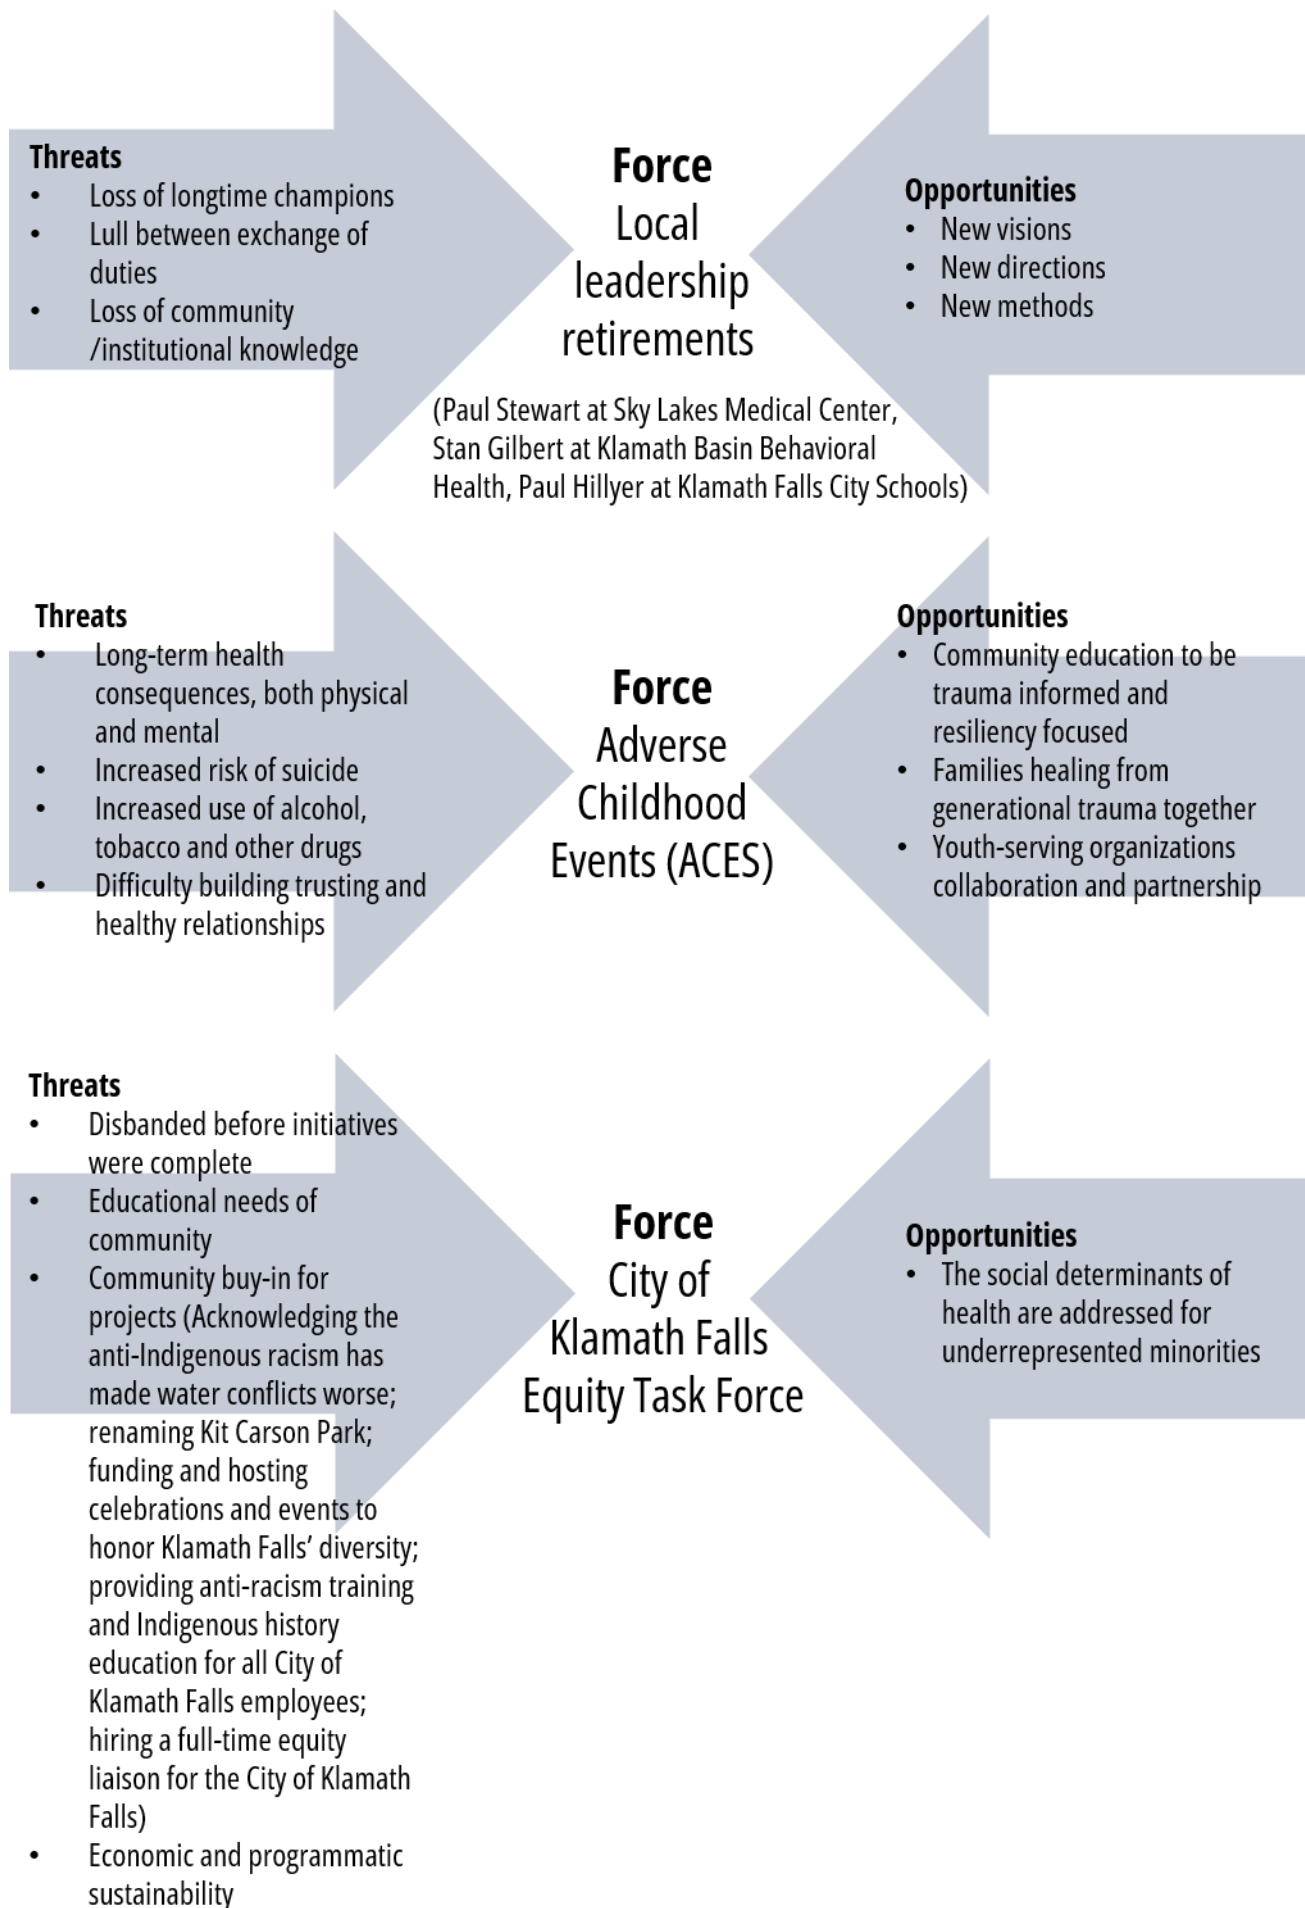 Threats
• Loss of longtime champions
• Lull between exchange of
duties
• Loss of community
/institutional knowledge
Force
Local
leadership
retirements
(Paul Stewart at Sky Lakes Medical Center,
Stan Gilbert at Klamath Basin Behavioral
Health, Paul Hillyer at Klamath Falls City Schools)
Opportunities
• New visions
• New directions
• New methods
Threats
• Long-term health
consequences, both physical
and mental
• Increased risk of suicide
• Increased use of alcohol,
tobacco and other drugs
• Difficulty building trusting and
healthy relationships
Force
Adverse
Childhood
Events (ACES)
Opportunities
• Community education to be
trauma informed and
resiliency focused
• Families healing from
generational trauma together
• Youth-serving organizations
collaboration and partnership
Threats
• Disbanded before initiatives
were complete
• Educational needs of
community
• Community buy-in for
projects (Acknowledging the
anti-Indigenous racism has
made water conflicts worse;
renaming Kit Carson Park;
funding and hosting
celebrations and events to
honor Klamath Falls’ diversity;
providing anti-racism training
and Indigenous history
education for all City of
Klamath Falls employees;
hiring a full-time equity
liaison for the City of Klamath
Falls)
• Economic and programmatic
sustainability
Force
City of
Klamath Falls
Equity Task Force
Opportunities
• The social determinants of
health are addressed for
underrepresented minorities